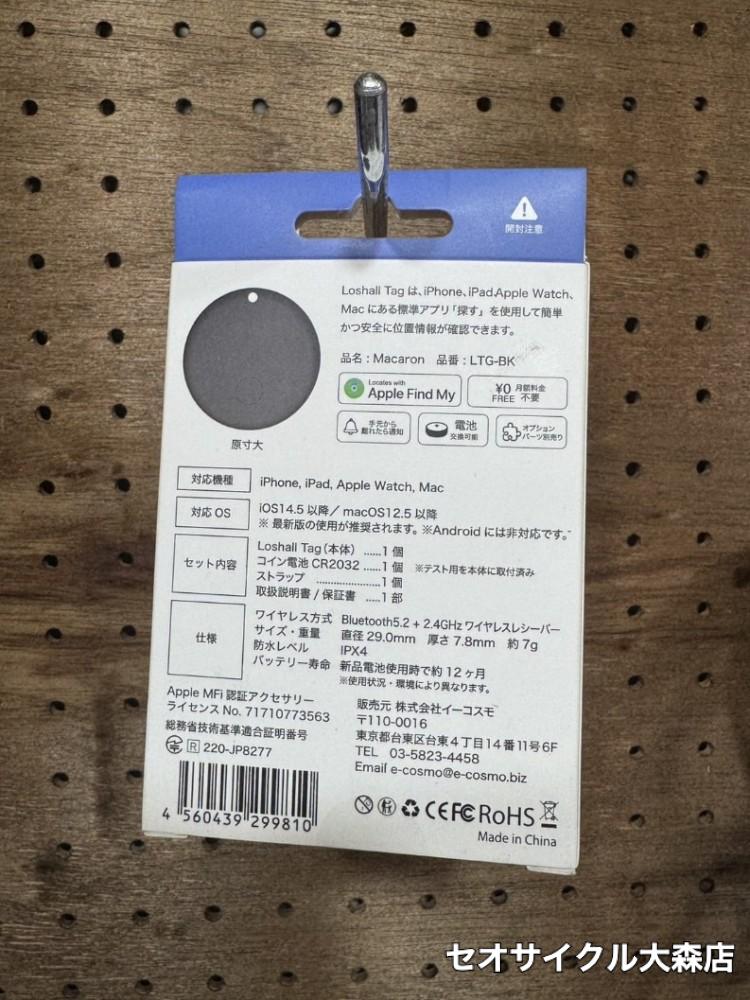 開封注意
Loshall Tag は、iPhone、iPad,Apple Watch、
Mac にある標準アプリ「探す」を使用して簡単
かつ安全に位置情報が確認できます。
品名：Macaron　品番：LTG-BK
Locates with
Apple Find My
¥0 月額料金
FREE 不要
手元から
離れたら通知
電池
交換可能
オプション
パーツ別売り
原寸大
対応機種　iPhone, iPad, Apple Watch, Mac
対応 OS　iOS14.5 以降／ macOS12.5 以降
※ 最新版の使用が推奨されます。※Android には非対応です。
セット内容
Loshall Tag（本体） ......1 個
コイン電池 CR2032 ......1 個　※テスト用を本体に取付済み
ストラップ ......................1 個
取扱説明書 / 保証書 .....1 部
仕様
ワイヤレス方式　Bluetooth5.2 + 2.4GHz ワイヤレスレシーバー
サイズ・重量　直径 29.0mm　厚さ 7.8mm　約 7g
防水レベル　IPX4
バッテリー寿命　新品電池使用時で約 12 ヶ月
※使用状況・環境により異なります。
Apple MFi 認証アクセサリー
ライセンス No. 71710773563
総務省技術基準適合証明番号
R 220-JP8277
販売元 株式会社イーコスモ
〒110-0016
東京都台東区台東４丁目14番11号6F
TEL　03-5823-4458
Email e-cosmo@e-cosmo.biz
4 560439 299810
CE FC RoHS
Made in China
セオサイクル大森店